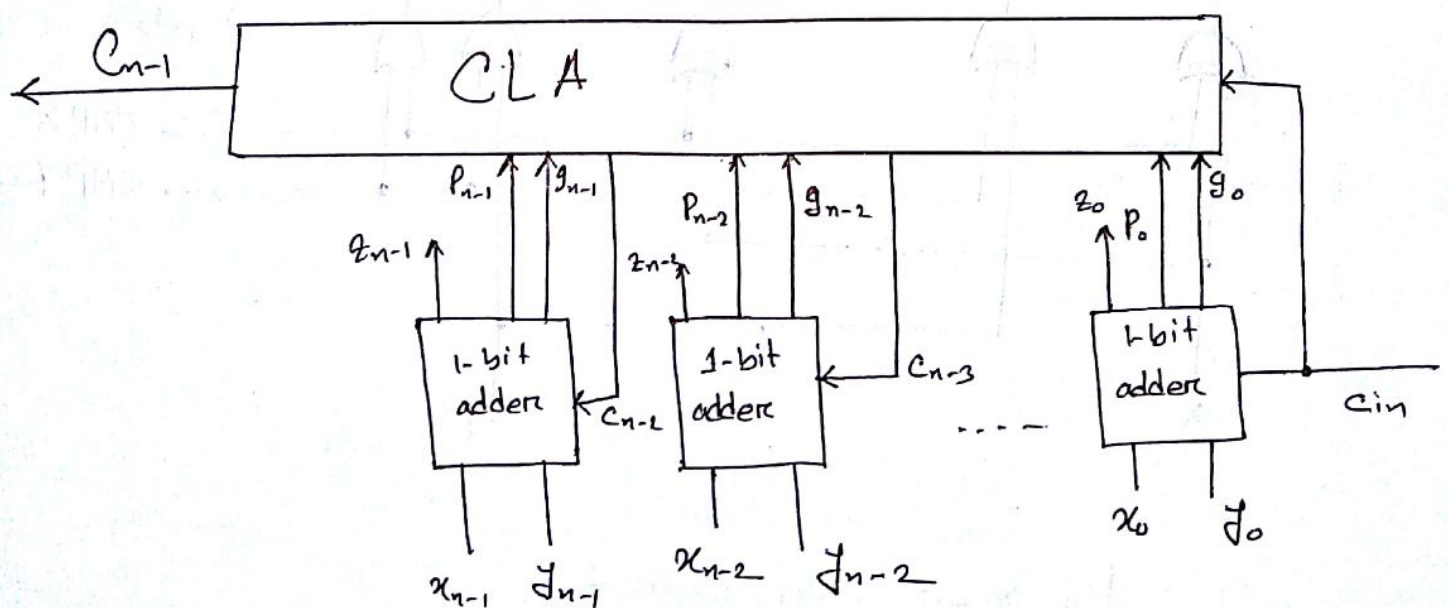 Cn-1
CLA
Pn-1 gn-1
Pn-2 gn-2
z0 P0 g0
zn-1
zn-2
1-bit
adder
1-bit
adder
1-bit
adder
Cn-2
Cn-3
....
Cin
xn-1 yn-1
xn-2 yn-2
x0 y0